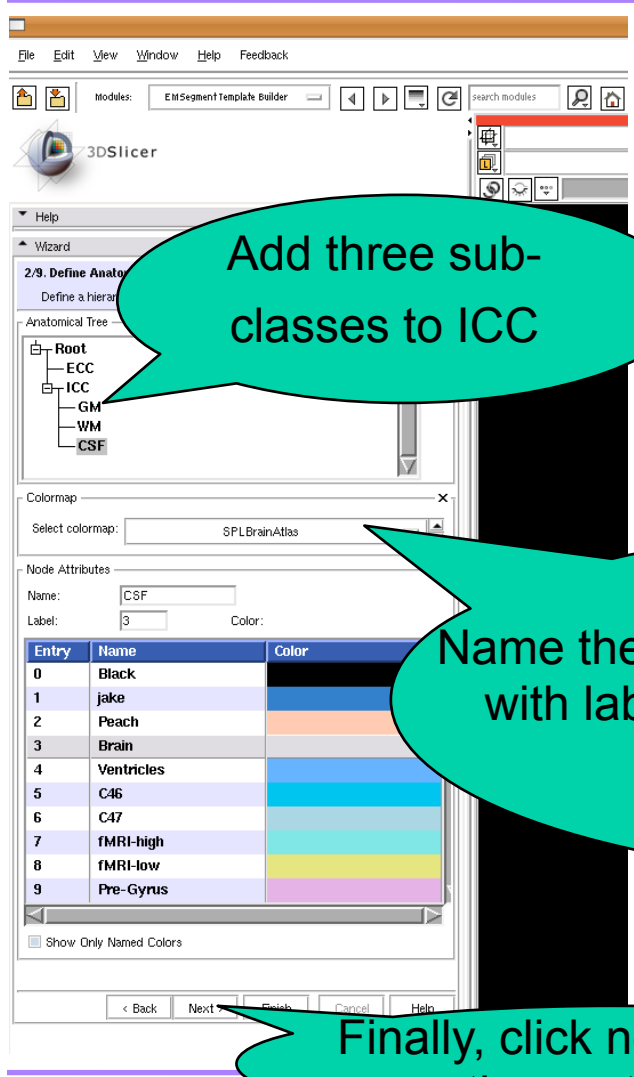 File Edit View Window Help Feedback
Modules: EMSegment Template Builder search modules
3DSlicer
Help
Wizard
2/9. Define
Define a
Anatomical Tree
Root
ECC
ICC
GM
WM
CSF
Add three sub-
classes to ICC
Colormap
Select colormap: SPLBrainAtlas
Node Attributes
Name: CSF
Label: 3 Color:
Entry Name Color
0 Black
1 jake
2 Peach
3 Brain
4 Ventricles
5 C46
6 C47
7 fMRI-high
8 fMRI-low
9 Pre-Gyrus
Name the
with
Show Only Named Colors
< Back Next > Finish Cancel Help
Finally, click